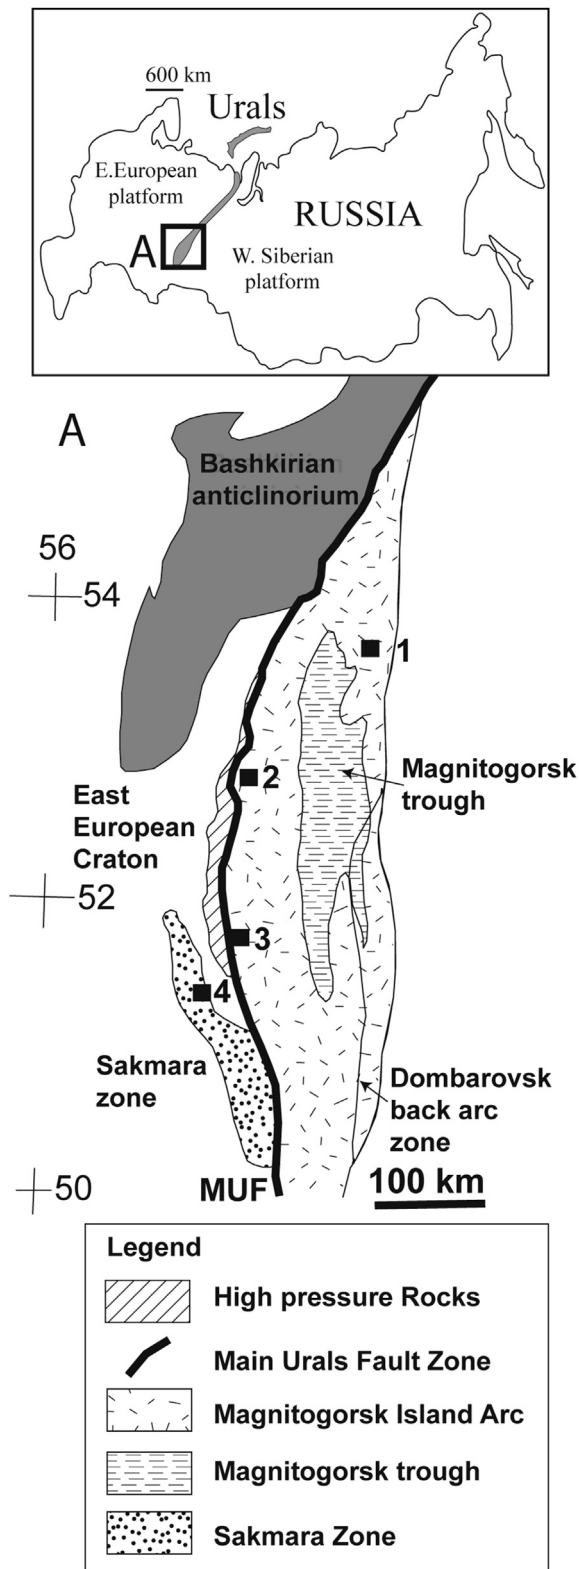 600 km
Urals
E.European
platform
RUSSIA
A
W. Siberian
platform
A
Bashkirian
anticlinorium
56
54
1
2
Magnitogorsk
trough
East
European
Craton
52
3
4
Sakmara
zone
Dombarovsk
back arc
zone
50
MUF
100 km
Legend
High pressure Rocks
Main Urals Fault Zone
Magnitogorsk Island Arc
Magnitogorsk trough
Sakmara Zone